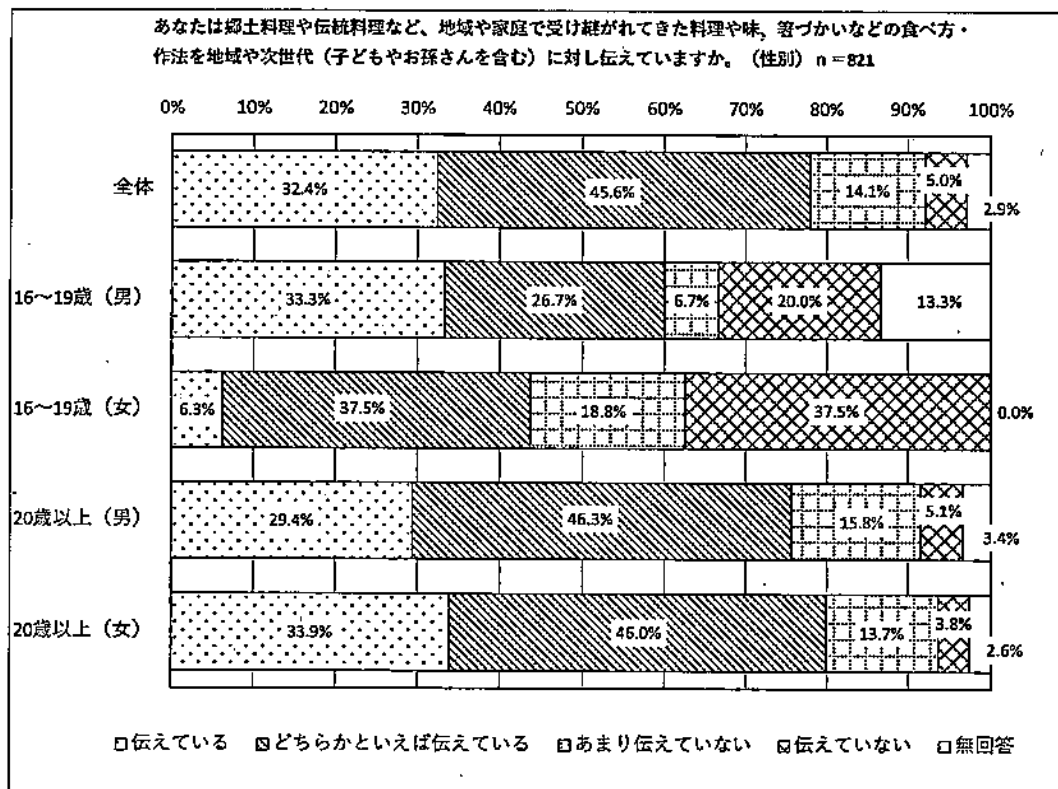 あなたは郷土料理や伝統料理など、地域や家庭で受け継がれてきた料理や味、箸づかいなどの食べ方・
作法を地域や次世代（子どもやお孫さんを含む）に対し伝えていますか。（性別）n＝821
0% 10% 20% 30% 40% 50% 60% 70% 80% 90% 100%
全体 32.4% 45.6% 14.1% 5.0% 2.9%
16～19歳（男） 33.3% 26.7% 6.7% 20.0% 13.3%
16～19歳（女） 6.3% 37.5% 18.8% 37.5% 0.0%
20歳以上（男） 29.4% 46.3% 15.8% 5.1% 3.4%
20歳以上（女） 33.9% 46.0% 13.7% 3.8% 2.6%
伝えている どちらかといえば伝えている あまり伝えていない 伝えていない 無回答